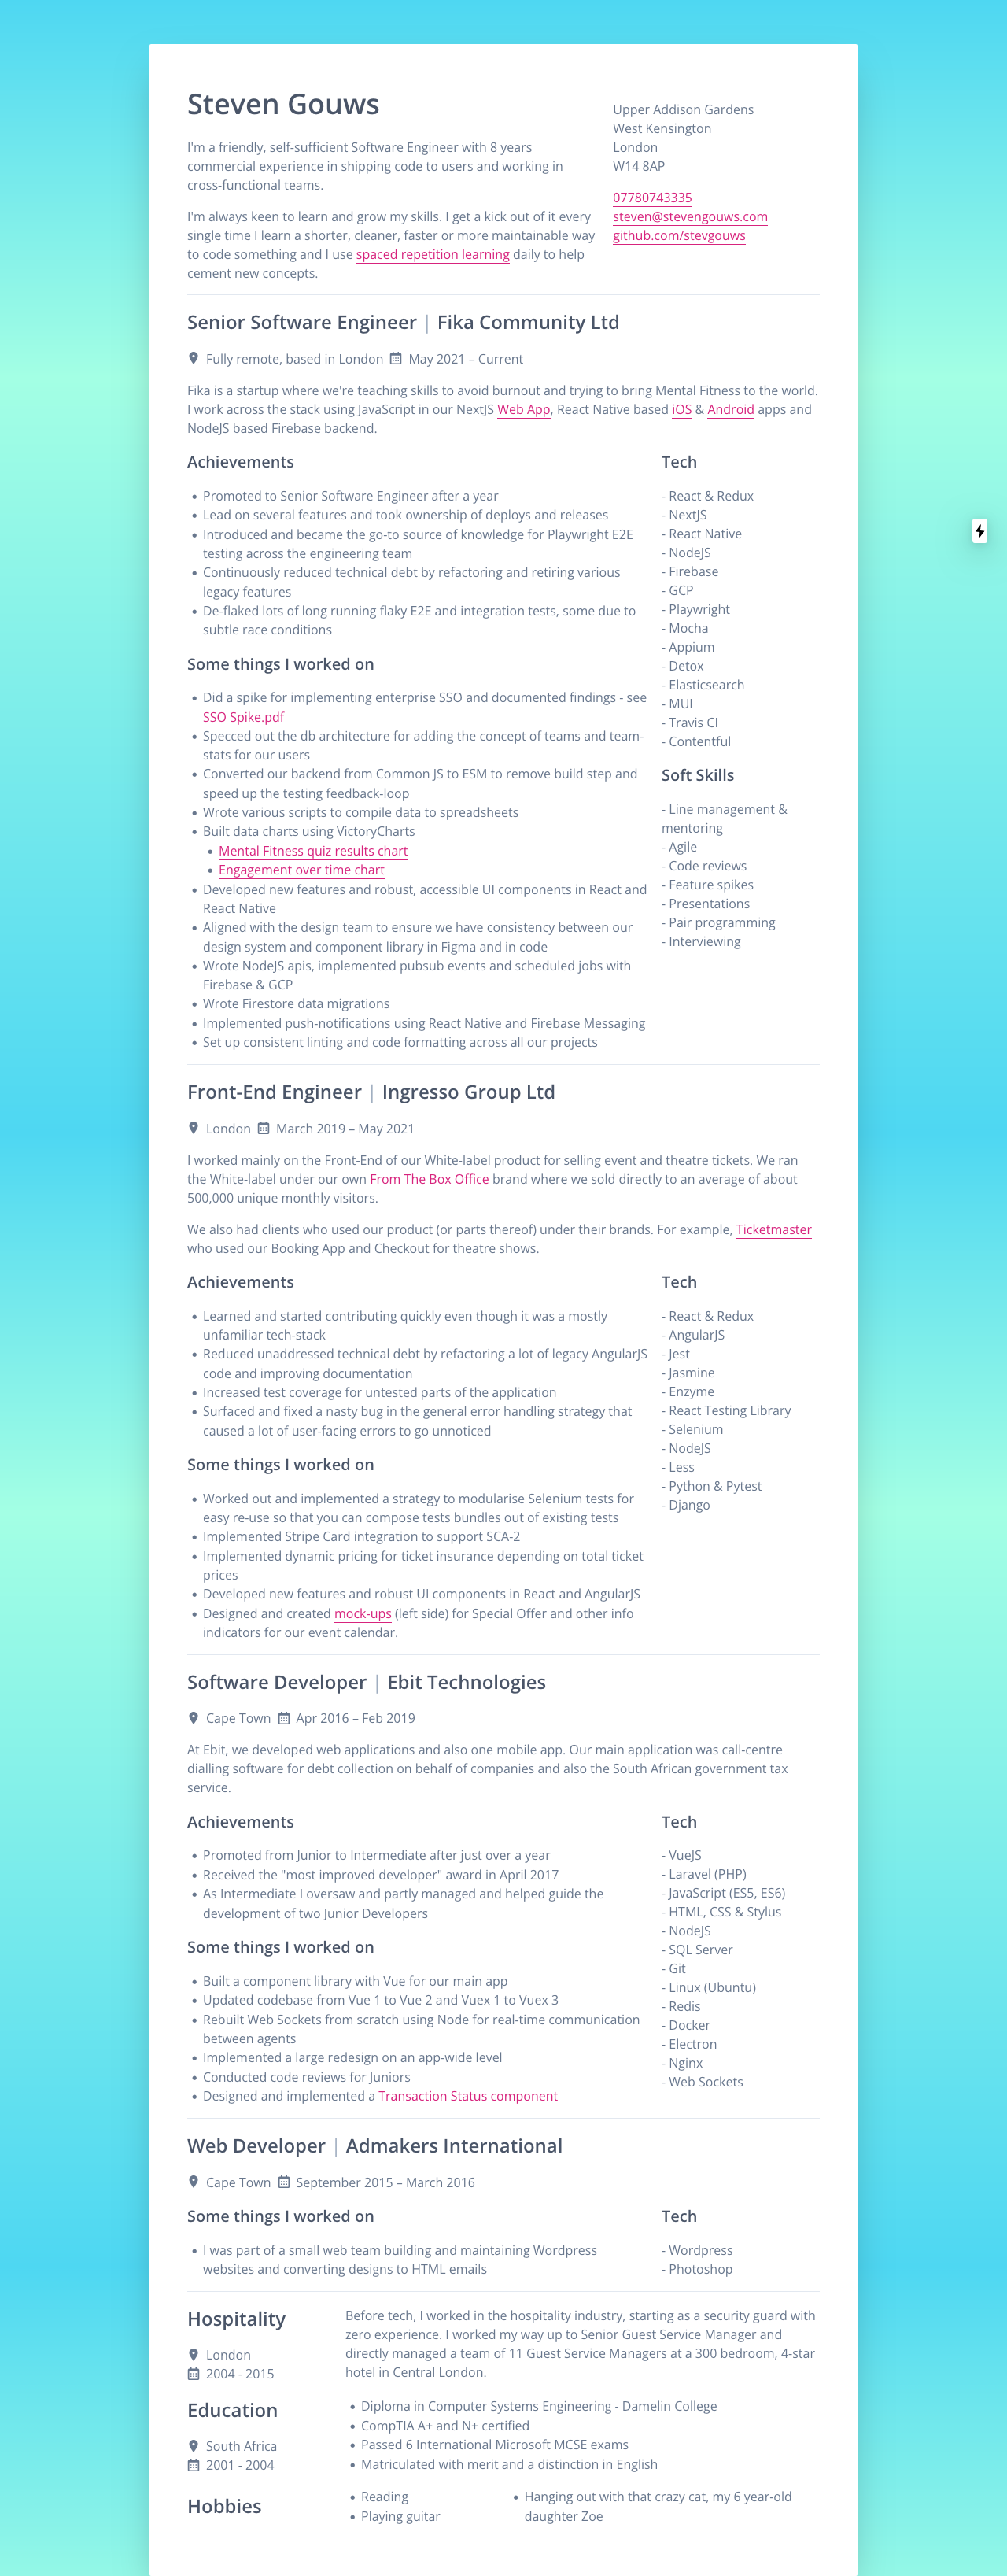 Steven Gouws
I'm a friendly, self-sufficient Software Engineer with 8 years
commercial experience in shipping code to users and working in
cross-functional teams.
I'm always keen to learn and grow my skills. I get a kick out of it every
single time I learn a shorter, cleaner, faster or more maintainable way
to code something and I use spaced repetition learning daily to help
cement new concepts.
Upper Addison Gardens
West Kensington
London
W14 8AP
07780743335
steven@stevengouws.com
github.com/stevgouws
Senior Software Engineer | Fika Community Ltd
Fully remote, based in London May 2021 – Current
Fika is a startup where we're teaching skills to avoid burnout and trying to bring Mental Fitness to the world.
I work across the stack using JavaScript in our NextJS Web App, React Native based iOS & Android apps and
NodeJS based Firebase backend.
Achievements
• Promoted to Senior Software Engineer after a year
• Lead on several features and took ownership of deploys and releases
• Introduced and became the go-to source of knowledge for Playwright E2E
testing across the engineering team
• Continuously reduced technical debt by refactoring and retiring various
legacy features
• De-flaked lots of long running flaky E2E and integration tests, some due to
subtle race conditions
Some things I worked on
• Did a spike for implementing enterprise SSO and documented findings - see
SSO Spike.pdf
• Specced out the db architecture for adding the concept of teams and team-
stats for our users
• Converted our backend from Common JS to ESM to remove build step and
speed up the testing feedback-loop
• Wrote various scripts to compile data to spreadsheets
• Built data charts using VictoryCharts
• Mental Fitness quiz results chart
• Engagement over time chart
• Developed new features and robust, accessible UI components in React and
React Native
• Aligned with the design team to ensure we have consistency between our
design system and component library in Figma and in code
• Wrote NodeJS apis, implemented pubsub events and scheduled jobs with
Firebase & GCP
• Wrote Firestore data migrations
• Implemented push-notifications using React Native and Firebase Messaging
• Set up consistent linting and code formatting across all our projects
Tech
- React & Redux
- NextJS
- React Native
- NodeJS
- Firebase
- GCP
- Playwright
- Mocha
- Appium
- Detox
- Elasticsearch
- MUI
- Travis CI
- Contentful
Soft Skills
- Line management &
mentoring
- Agile
- Code reviews
- Feature spikes
- Presentations
- Pair programming
- Interviewing
Front-End Engineer | Ingresso Group Ltd
London March 2019 – May 2021
I worked mainly on the Front-End of our White-label product for selling event and theatre tickets. We ran
the White-label under our own From The Box Office brand where we sold directly to an average of about
500,000 unique monthly visitors.
We also had clients who used our product (or parts thereof) under their brands. For example, Ticketmaster
who used our Booking App and Checkout for theatre shows.
Achievements
• Learned and started contributing quickly even though it was a mostly
unfamiliar tech-stack
• Reduced unaddressed technical debt by refactoring a lot of legacy AngularJS
code and improving documentation
• Increased test coverage for untested parts of the application
• Surfaced and fixed a nasty bug in the general error handling strategy that
caused a lot of user-facing errors to go unnoticed
Some things I worked on
• Worked out and implemented a strategy to modularise Selenium tests for
easy re-use so that you can compose tests bundles out of existing tests
• Implemented Stripe Card integration to support SCA-2
• Implemented dynamic pricing for ticket insurance depending on total ticket
prices
• Developed new features and robust UI components in React and AngularJS
• Designed and created mock-ups (left side) for Special Offer and other info
indicators for our event calendar.
Tech
- React & Redux
- AngularJS
- Jest
- Jasmine
- Enzyme
- React Testing Library
- Selenium
- NodeJS
- Less
- Python & Pytest
- Django
Software Developer | Ebit Technologies
Cape Town Apr 2016 – Feb 2019
At Ebit, we developed web applications and also one mobile app. Our main application was call-centre
dialling software for debt collection on behalf of companies and also the South African government tax
service.
Achievements
• Promoted from Junior to Intermediate after just over a year
• Received the "most improved developer" award in April 2017
• As Intermediate I oversaw and partly managed and helped guide the
development of two Junior Developers
Some things I worked on
• Built a component library with Vue for our main app
• Updated codebase from Vue 1 to Vue 2 and Vuex 1 to Vuex 3
• Rebuilt Web Sockets from scratch using Node for real-time communication
between agents
• Implemented a large redesign on an app-wide level
• Conducted code reviews for Juniors
• Designed and implemented a Transaction Status component
Tech
- VueJS
- Laravel (PHP)
- JavaScript (ES5, ES6)
- HTML, CSS & Stylus
- NodeJS
- SQL Server
- Git
- Linux (Ubuntu)
- Redis
- Docker
- Electron
- Nginx
- Web Sockets
Web Developer | Admakers International
Cape Town September 2015 – March 2016
Some things I worked on
• I was part of a small web team building and maintaining Wordpress
websites and converting designs to HTML emails
Tech
- Wordpress
- Photoshop
Hospitality
London
2004 - 2015
Before tech, I worked in the hospitality industry, starting as a security guard with
zero experience. I worked my way up to Senior Guest Service Manager and
directly managed a team of 11 Guest Service Managers at a 300 bedroom, 4-star
hotel in Central London.
Education
South Africa
2001 - 2004
• Diploma in Computer Systems Engineering - Damelin College
• CompTIA A+ and N+ certified
• Passed 6 International Microsoft MCSE exams
• Matriculated with merit and a distinction in English
Hobbies
• Reading
• Playing guitar
• Hanging out with that crazy cat, my 6 year-old
daughter Zoe